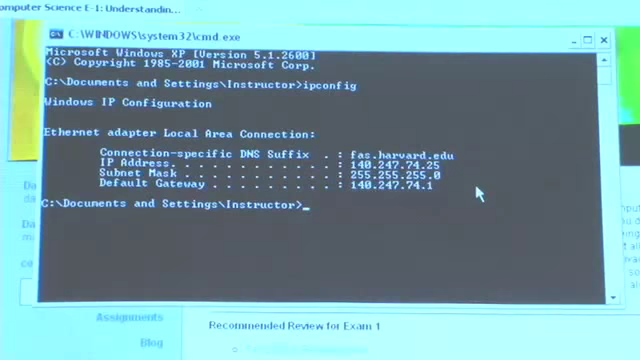 omputer Science E-1: Understandin...
C:\WINDOWS\system32\cmd.exe
Microsoft Windows XP [Version 5.1.2600]
(C) Copyright 1985-2001 Microsoft Corp.
C:\Documents and Settings\Instructor>ipconfig
Windows IP Configuration
Ethernet adapter Local Area Connection:
Connection-specific DNS Suffix . : fas.harvard.edu
IP Address. . . . . . . . . . . . : 140.247.74.25
Subnet Mask . . . . . . . . . . . : 255.255.255.0
Default Gateway . . . . . . . . . : 140.247.74.1
C:\Documents and Settings\Instructor>_
Assignments
Recommended Review for Exam 1
Blog